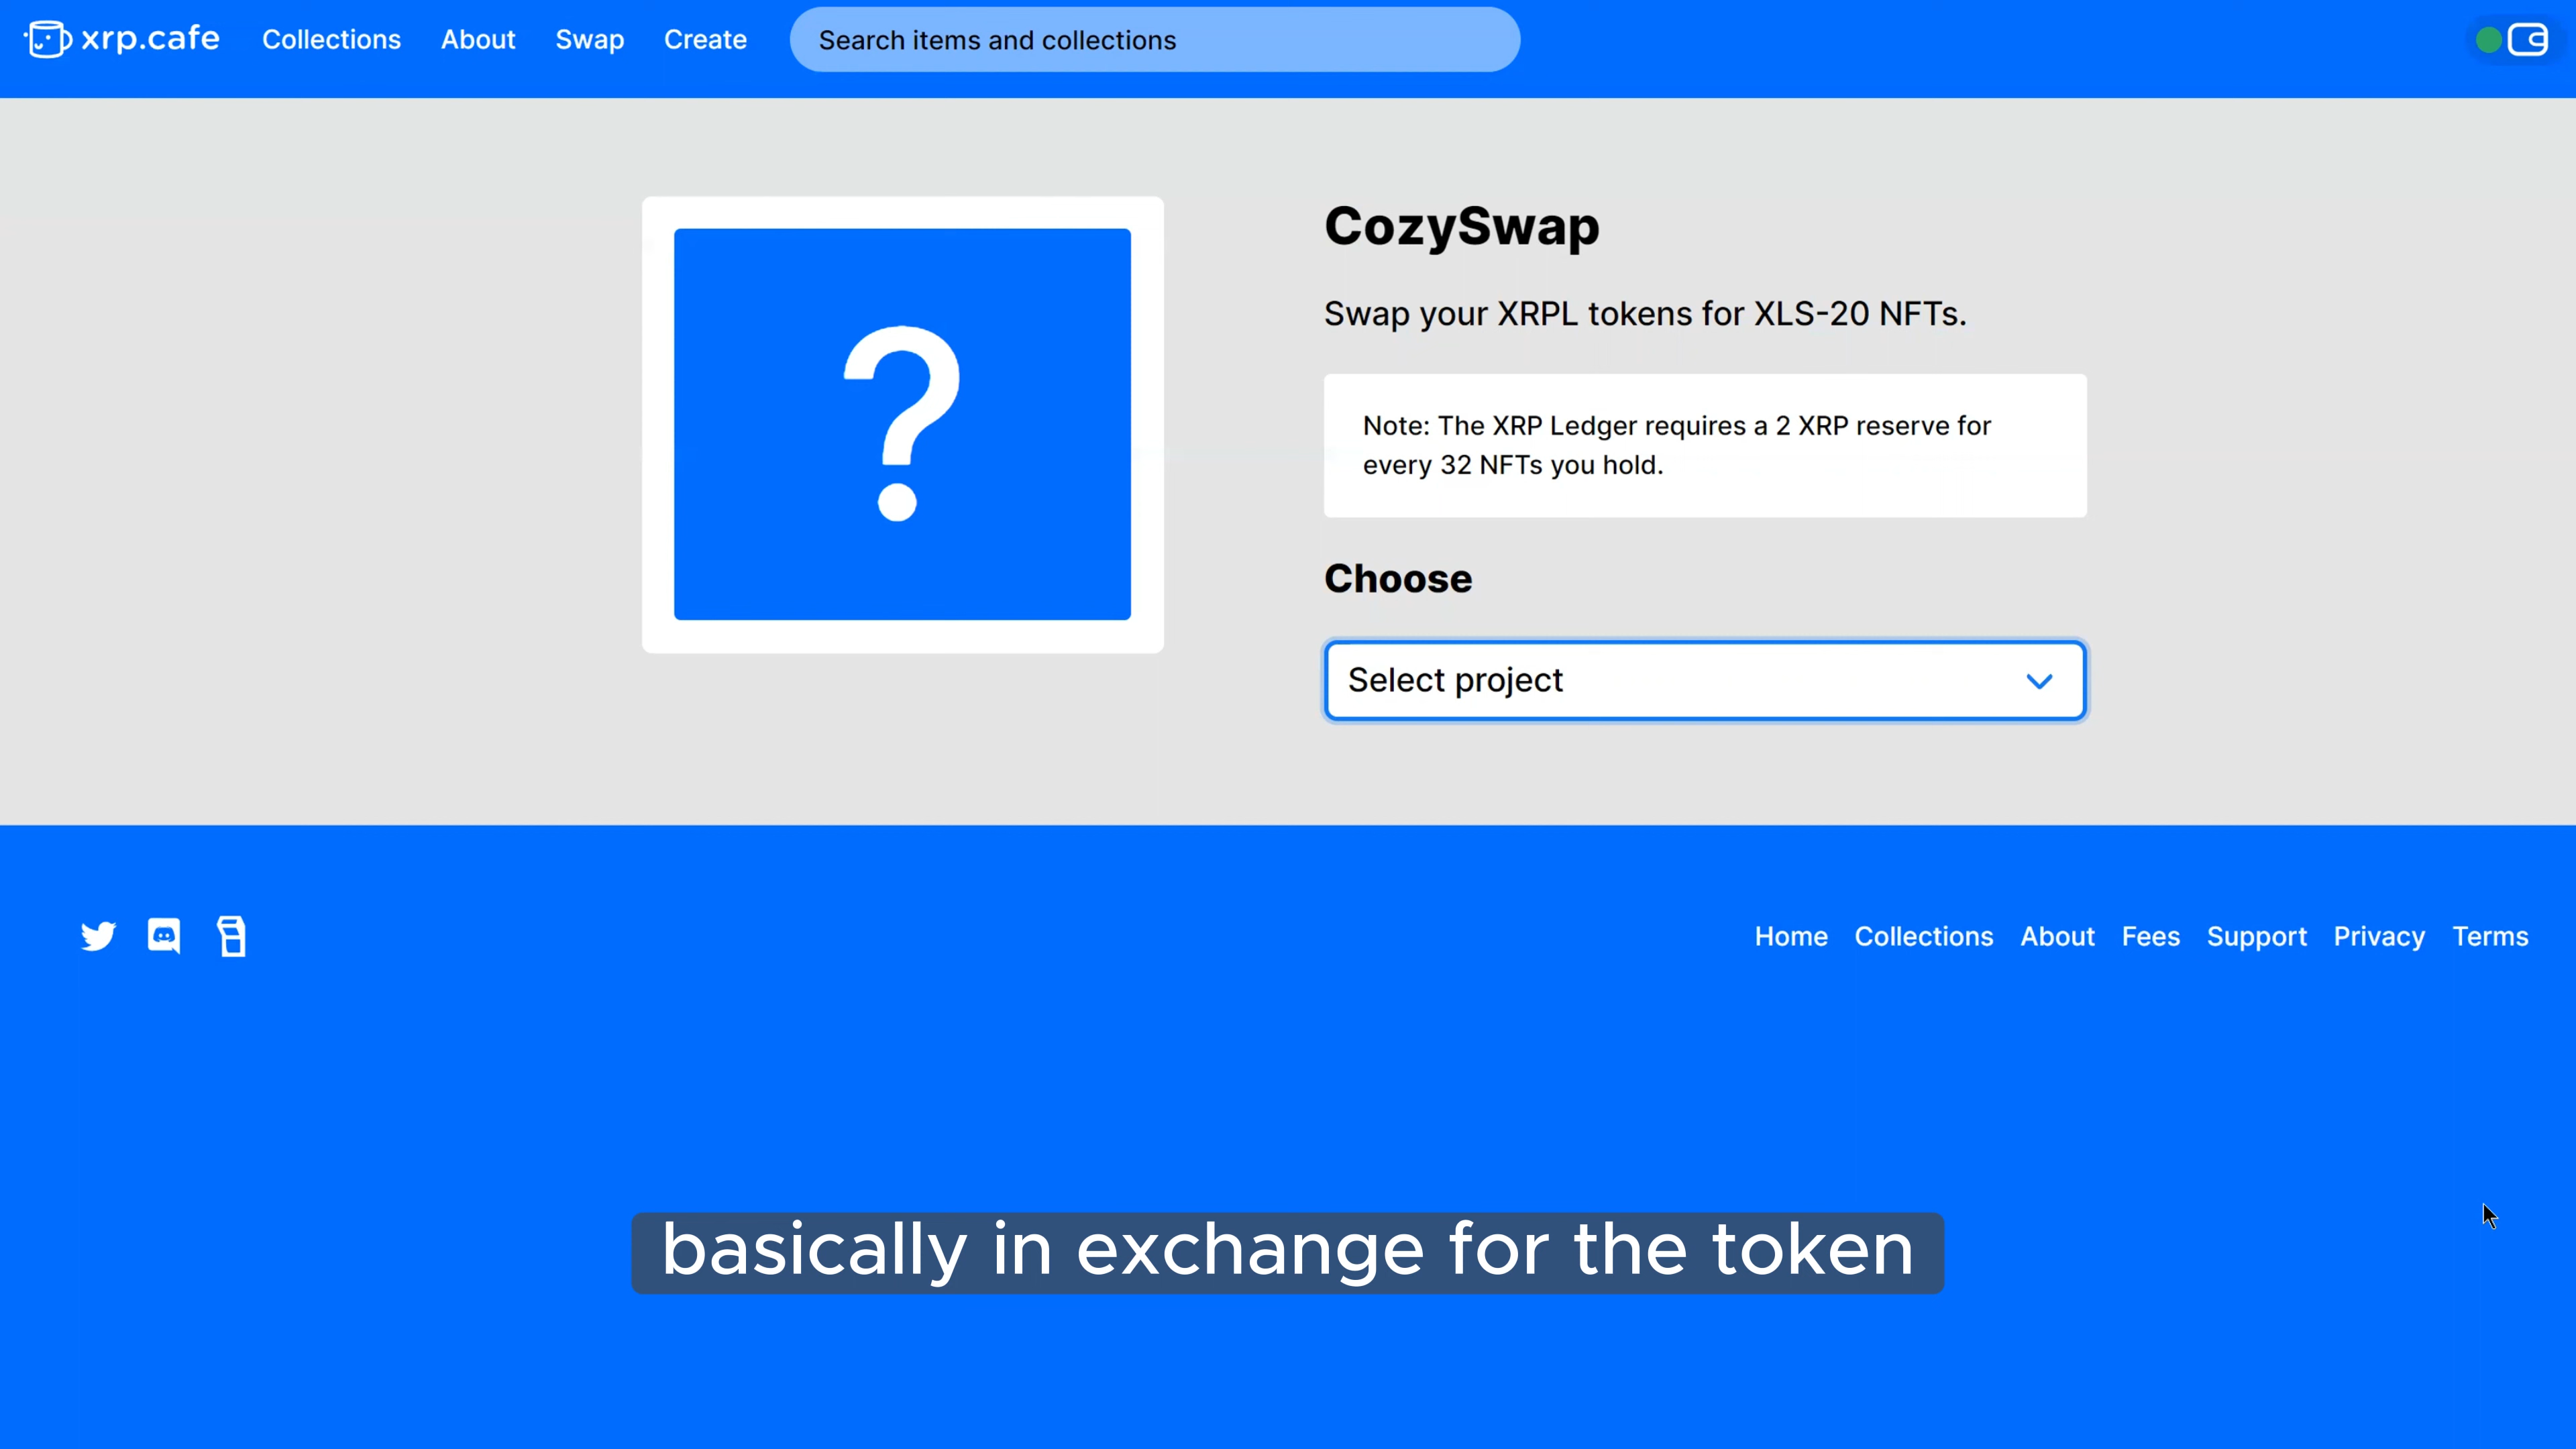 xrp.cafe Collections About Swap Create Search items and collections
?
CozySwap
Swap your XRPL tokens for XLS-20 NFTs.
Note: The XRP Ledger requires a 2 XRP reserve for
every 32 NFTs you hold.
Choose
Select project
Home Collections About Fees Support Privacy Terms
basically in exchange for the token